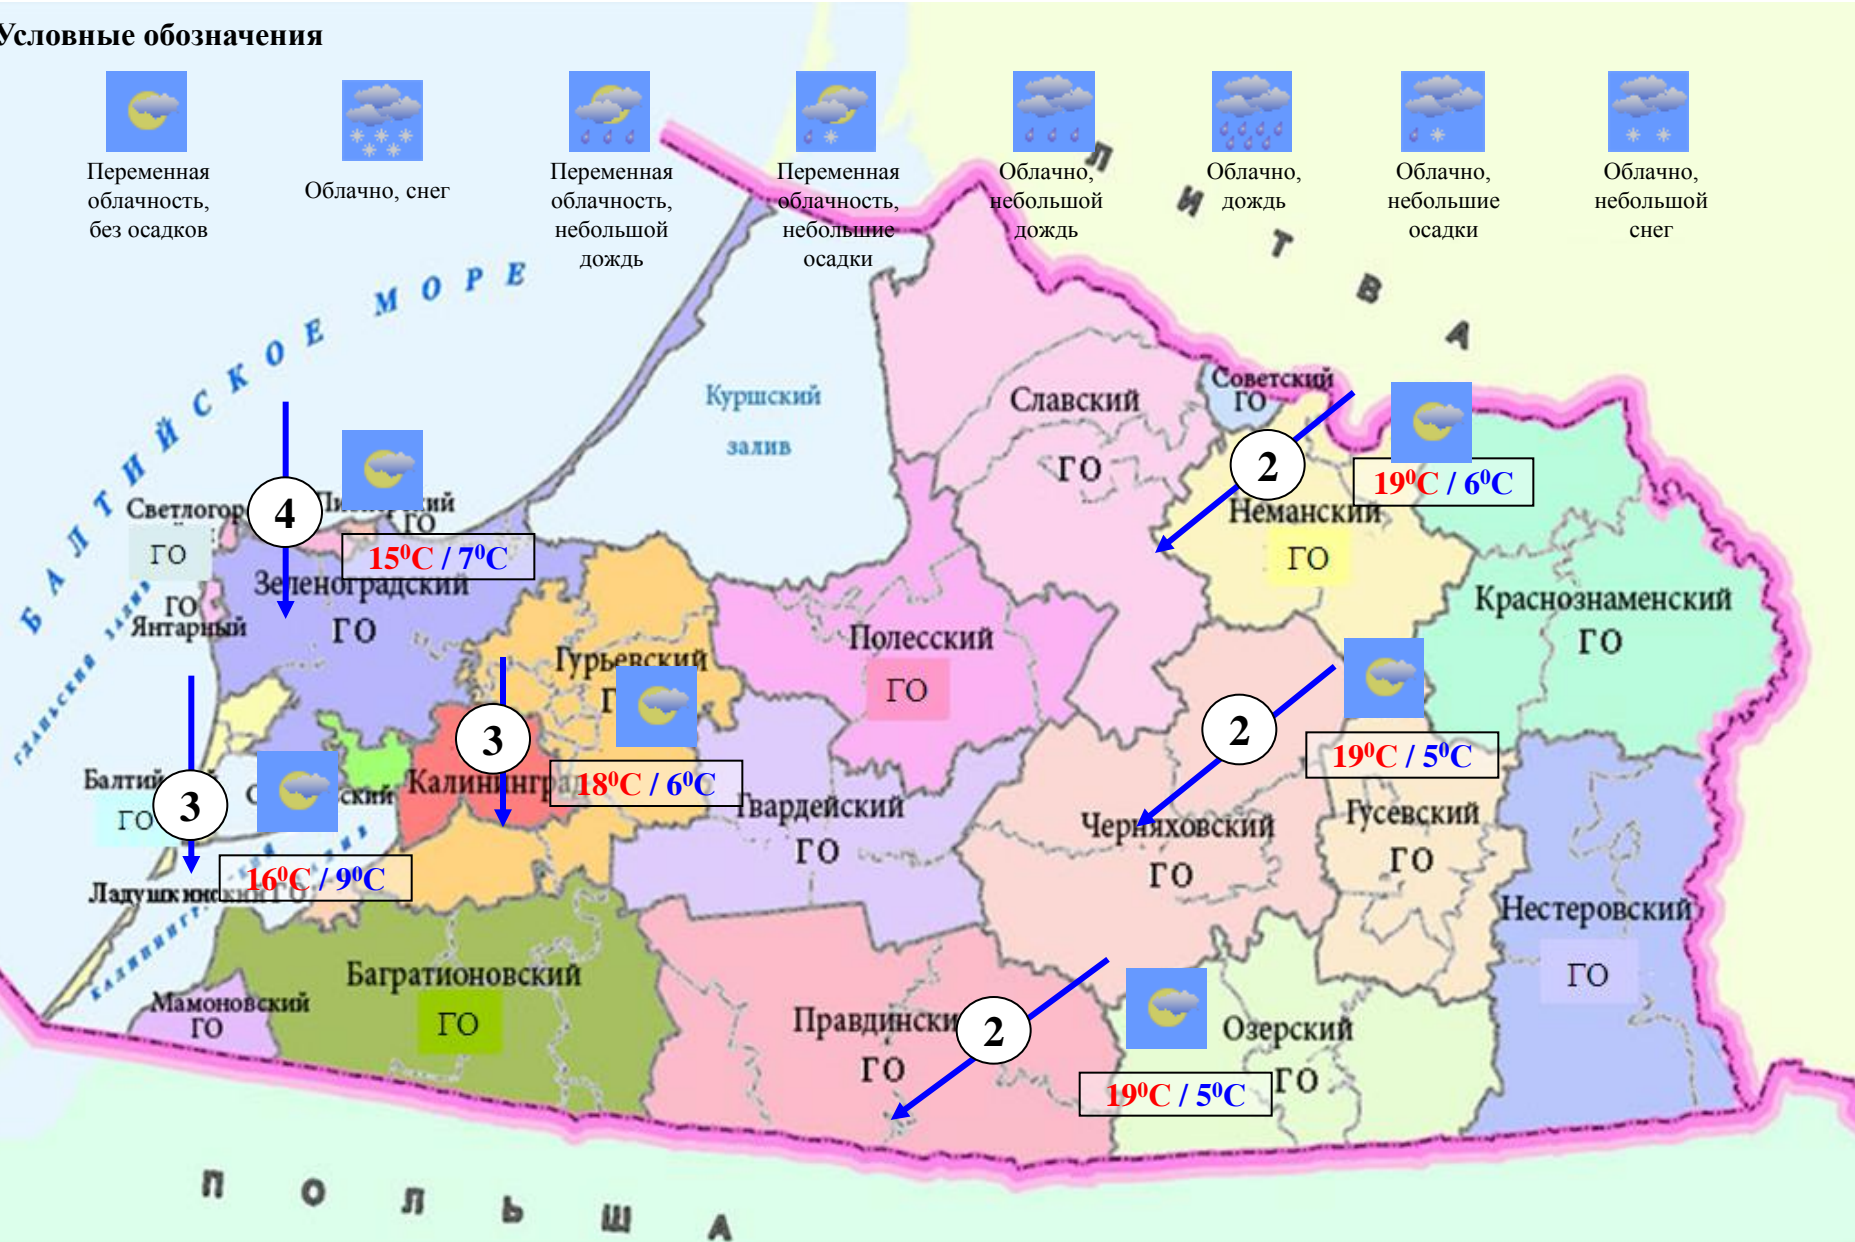 Условные обозначения
Переменная
облачность,
без осадков
Облачно, снег
Переменная
облачность,
небольшой
дождь
Переменная
облачность,
небольшие
осадки
Облачно,
небольшой
дождь
Облачно,
дождь
Облачно,
небольшие
осадки
Облачно,
небольшой
снег
ЛИТВА
БАЛТИЙСКОЕ МОРЕ
Куршский
залив
Славский
ГО
Советский
ГО
2
19⁰С / 6⁰С
Неманский
ГО
4
Светлогор
ГО
ГО
15⁰С / 7⁰С
Зеленоградский
ГО
ГО
Янтарный
Краснознаменский
ГО
Полесский
ГО
Гурьевский
3
18⁰С / 6⁰С
Калининград
2
19⁰С / 5⁰С
Балтий
ГО
3
ский
16⁰С / 9⁰С
Ладушкинский ГО
Гвардейский
ГО
Черняховский
ГО
Гусевский
ГО
Нестеровский
ГО
Багратионовский
ГО
Мамоновский
ГО
Правдински
ГО
2
19⁰С / 5⁰С
Озерский
ГО
ПОЛЬША